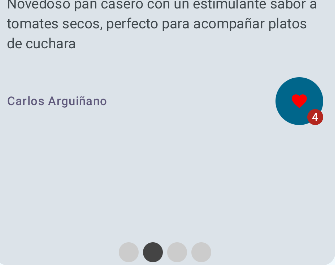 Novedoso pan casero con un estimulante sabor a
tomates secos, perfecto para acompañar platos
de cuchara
Carlos Arguiñano
4